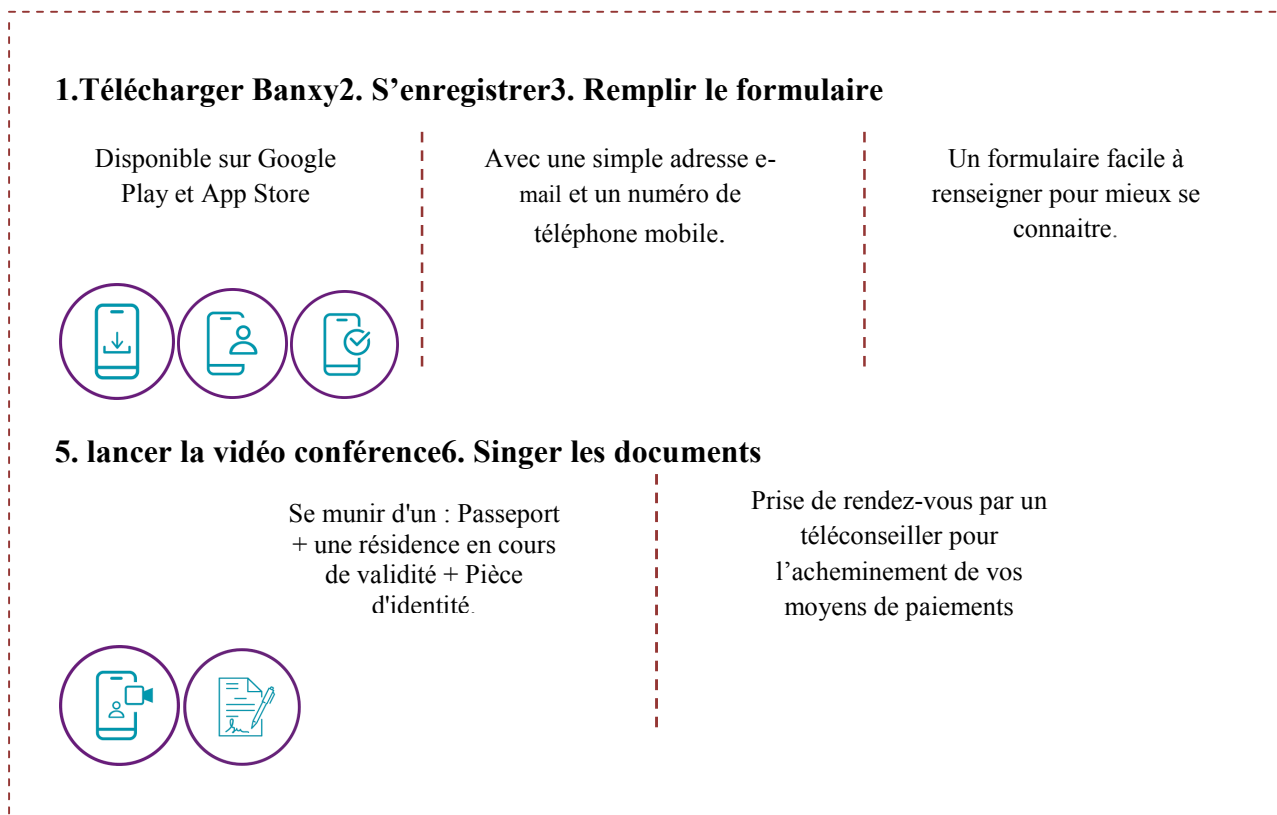 1.Télécharger Banxy2. S’enregistrer3. Remplir le formulaire
Disponible sur Google
Play et App Store
Avec une simple adresse e-
mail et un numéro de
téléphone mobile.
Un formulaire facile à
renseigner pour mieux se
connaitre.
5. lancer la vidéo conférence6. Singer les documents
Se munir d'un : Passeport
+ une résidence en cours
de validité + Pièce
d'identité.
Prise de rendez-vous par un
téléconseiller pour
l’acheminement de vos
moyens de paiements